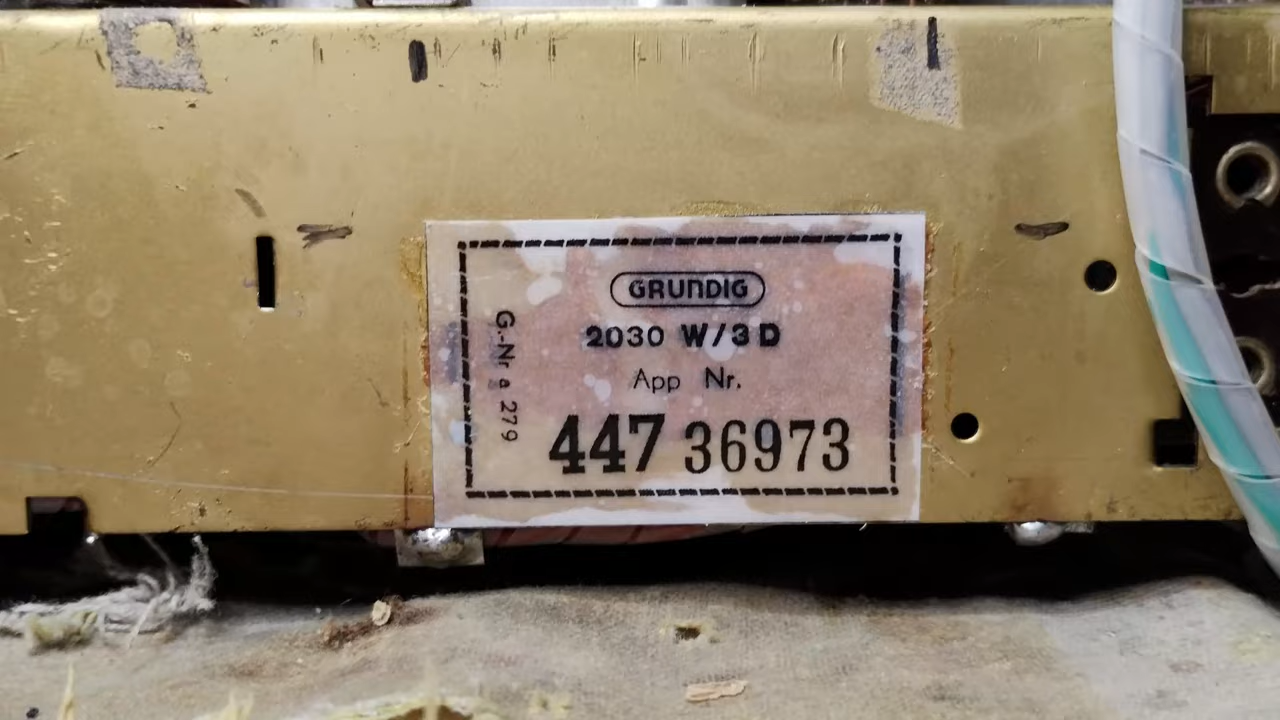 GRUNDIG
2030 W/3D
App Nr.
447 36973
G.-Nr a 279